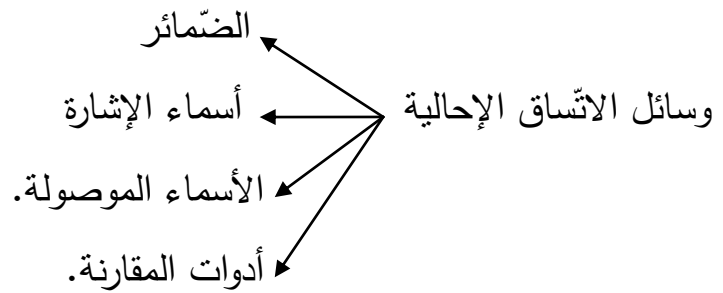 الضّمائر
وسائل الاتّساق الإحالية
أسماء الإشارة
الأسماء الموصولة.
أدوات المقارنة.